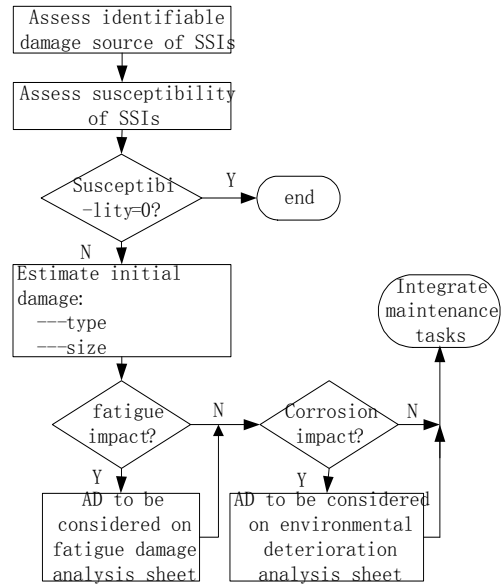 Assess identifiable
damage source of SSIs
Assess susceptibility
of SSIs
Susceptibi
-lity=0?
Y
end
N
Estimate initial
damage:
---type
---size
Integrate
maintenance
tasks
fatigue
impact?
N
Corrosion
impact?
N
Y
AD to be
considered on
fatigue damage
analysis sheet
Y
AD to be considered
on environmental
deterioration
analysis sheet